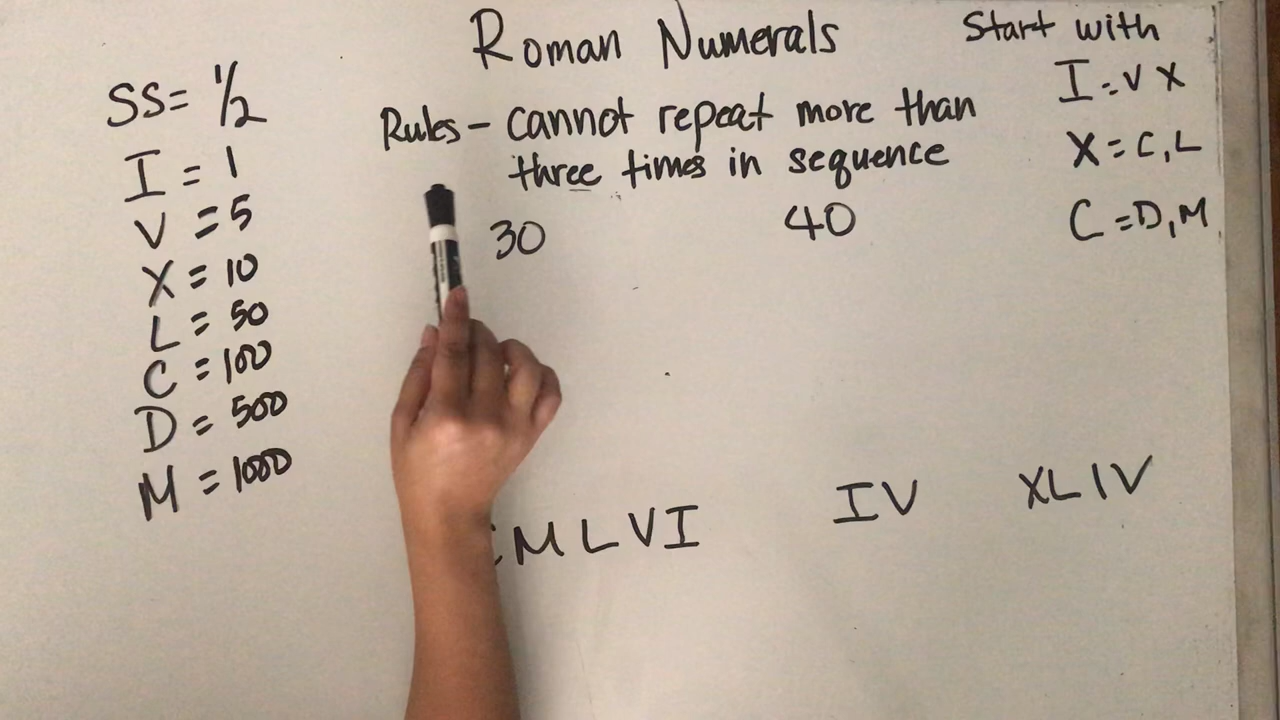 Roman Numerals
Rules - cannot repeat more than
three times in sequence
30 40
SS = 1/2
I = 1
V = 5
X = 10
L = 50
C = 100
D = 500
M = 1000
Start with
I = V X
X = C, L
C = D, M
MLVI
IV
XLIV